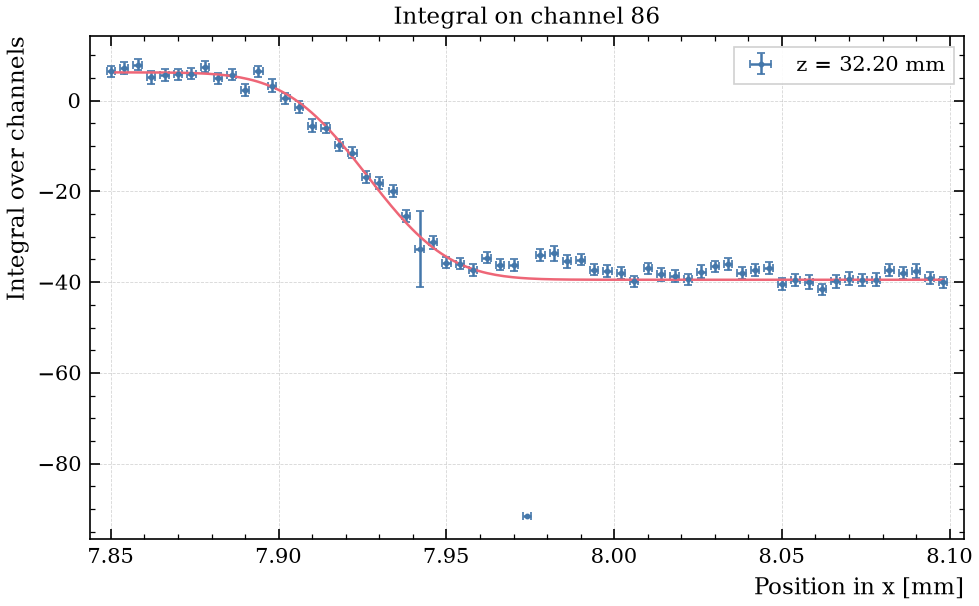 Integral on channel 86
Integral over channels
z = 32.20 mm
0
−20
−40
−60
−80
7.85 7.90 7.95 8.00 8.05 8.10
Position in x [mm]